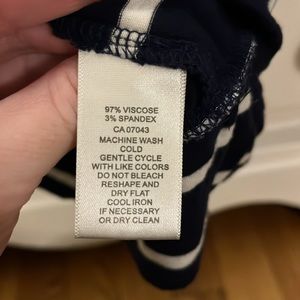 97% VISCOSE
3% SPANDEX
CA 07043
MACHINE WASH
COLD
GENTLE CYCLE
WITH LIKE COLORS
DO NOT BLEACH
RESHAPE AND
DRY FLAT
COOL IRON
IF NECESSARY
OR DRY CLEAN